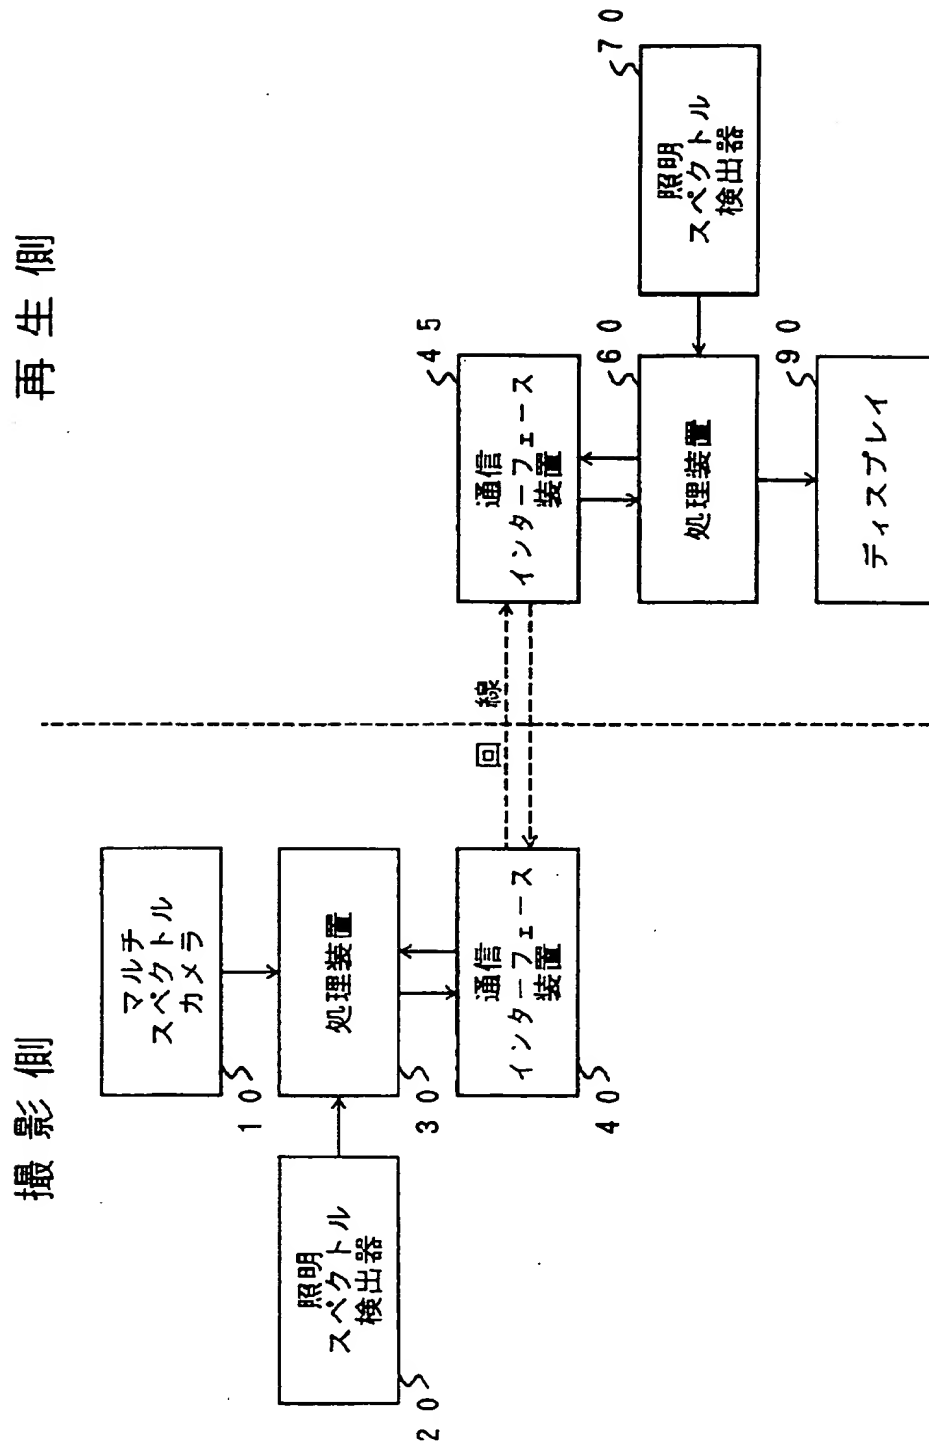 撮影側
再生側
マルチ
スペクトル
カメラ
10
照明
スペクトル
検出器
20
処理装置
30
通信
インターフェース
装置
40
回線
通信
インターフェース
装置
45
処理装置
60
照明
スペクトル
検出器
70
ディスプレイ
90